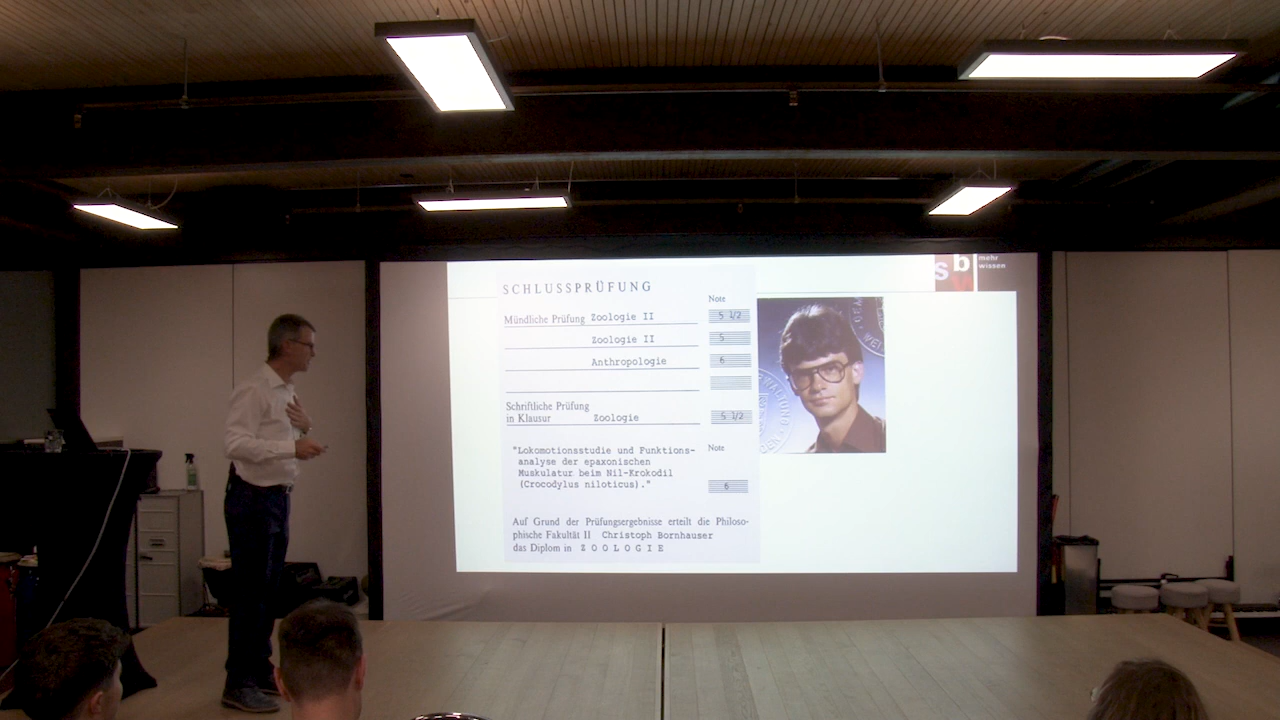 sb
mehr
wissen
SCHLUSSPRÜFUNG
Note
Mündliche Prüfung Zoologie II 5 1/2
Zoologie II 5
Anthropologie 6
Schriftliche Prüfung
in Klausur Zoologie 5 1/2
"Lokomotionsstudie und Funktions- Note
analyse der epaxonischen
Muskulatur beim Nil-Krokodil
(Crocodylus niloticus)." 6
Auf Grund der Prüfungsergebnisse erteilt die Philoso-
phische Fakultät II Christoph Bornhauser
das Diplom in ZOOLOGIE